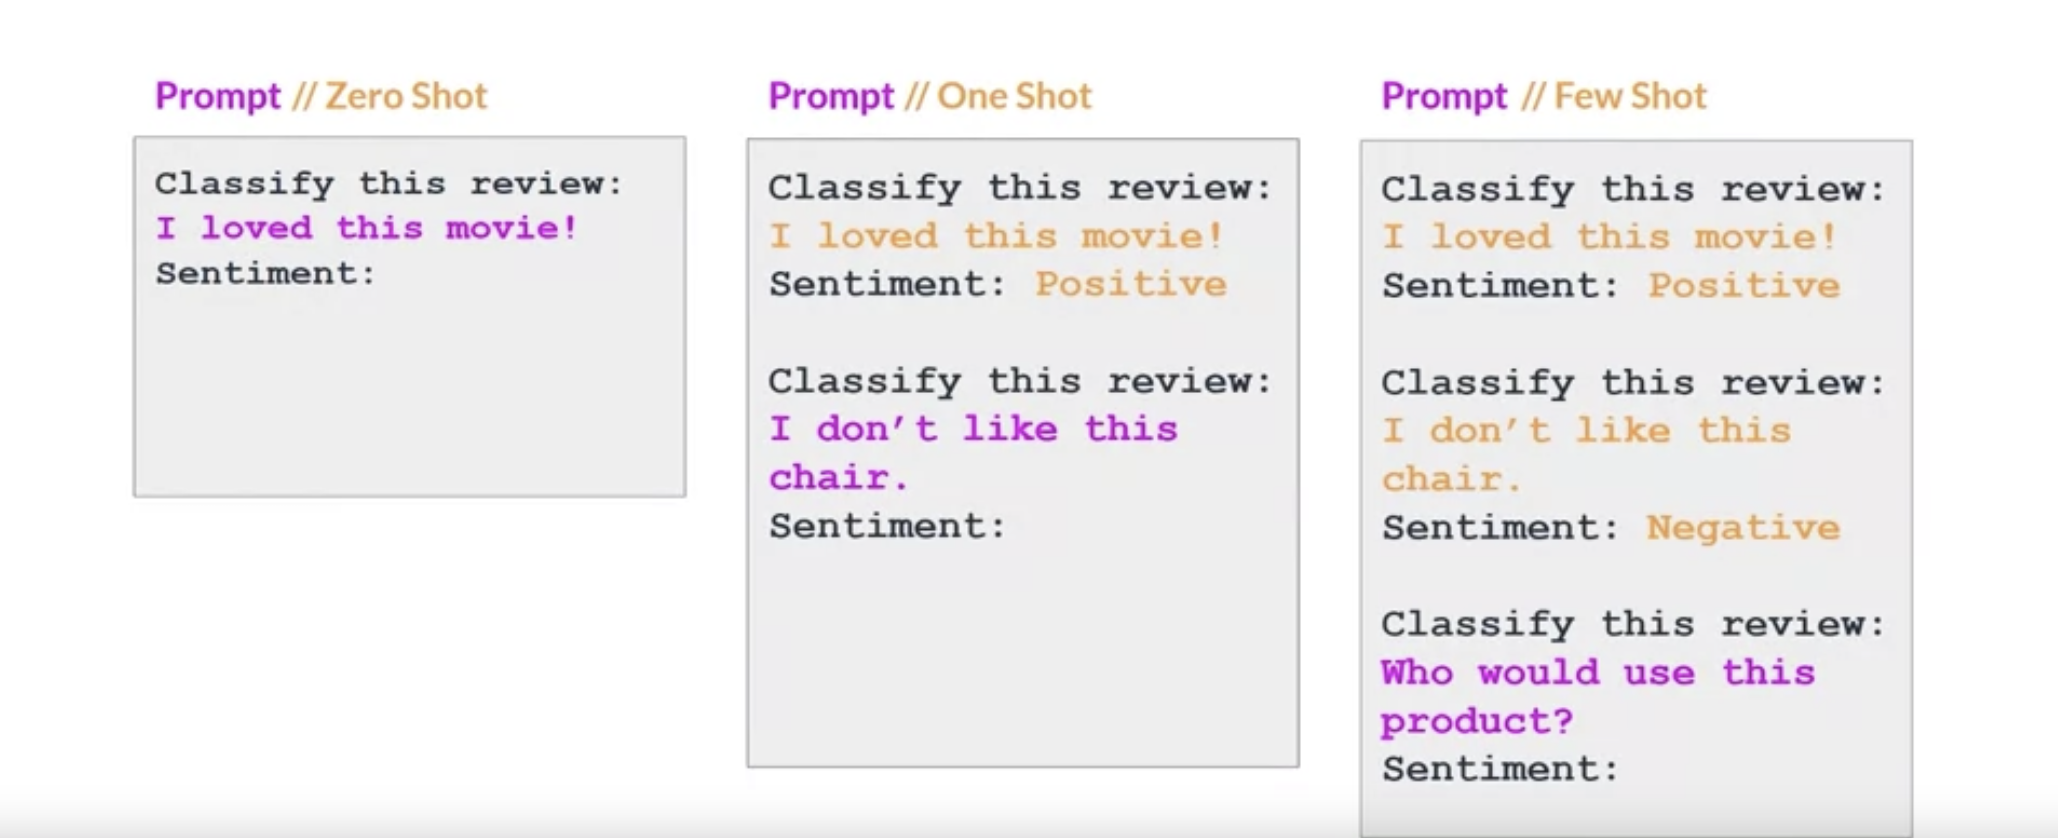 Prompt // Zero Shot
Classify this review:
I loved this movie!
Sentiment:
Prompt // One Shot
Classify this review:
I loved this movie!
Sentiment: Positive
Classify this review:
I don’t like this
chair.
Sentiment:
Prompt // Few Shot
Classify this review:
I loved this movie!
Sentiment: Positive
Classify this review:
I don’t like this
chair.
Sentiment: Negative
Classify this review:
Who would use this
product?
Sentiment: